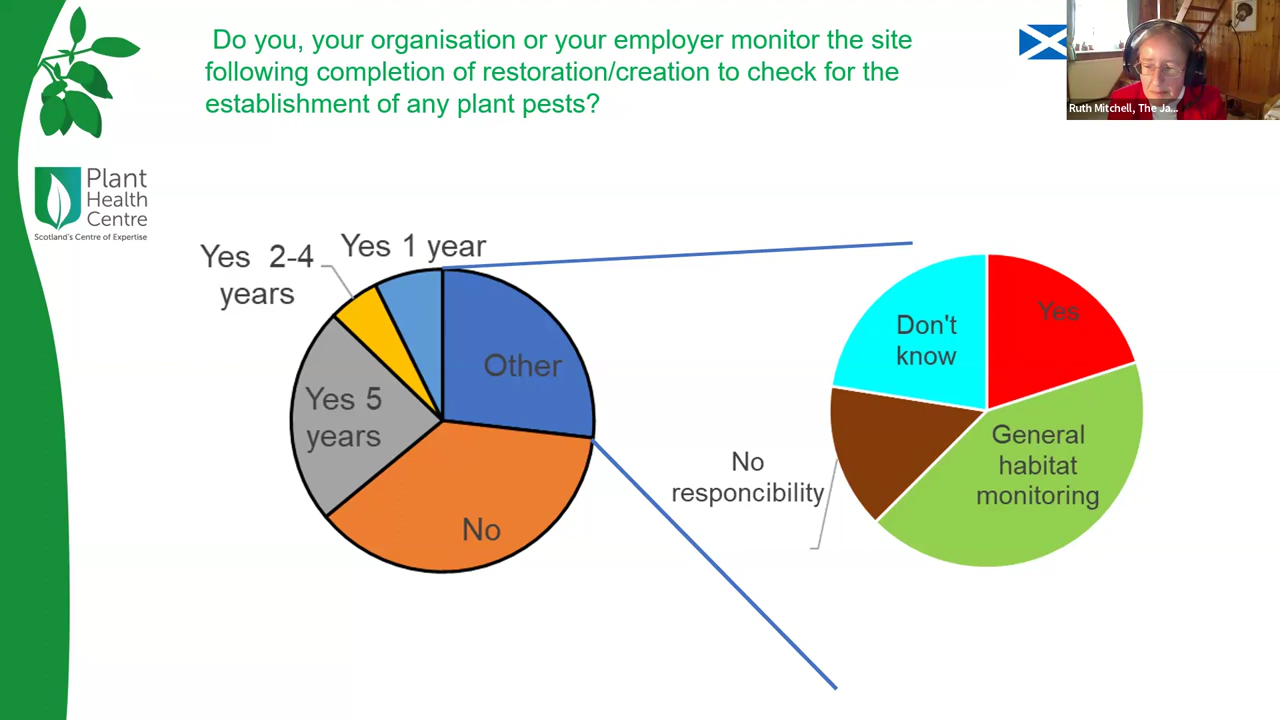 Do you, your organisation or your employer monitor the site
following completion of restoration/creation to check for the
establishment of any plant pests?
Ruth Mitchell, The Ja...
Plant
Health
Centre
Scotland's Centre of Expertise
Yes 2-4
years
Yes 1 year
Other
Yes 5
years
No
Don't
know
Yes
General
habitat
monitoring
No
responcibility